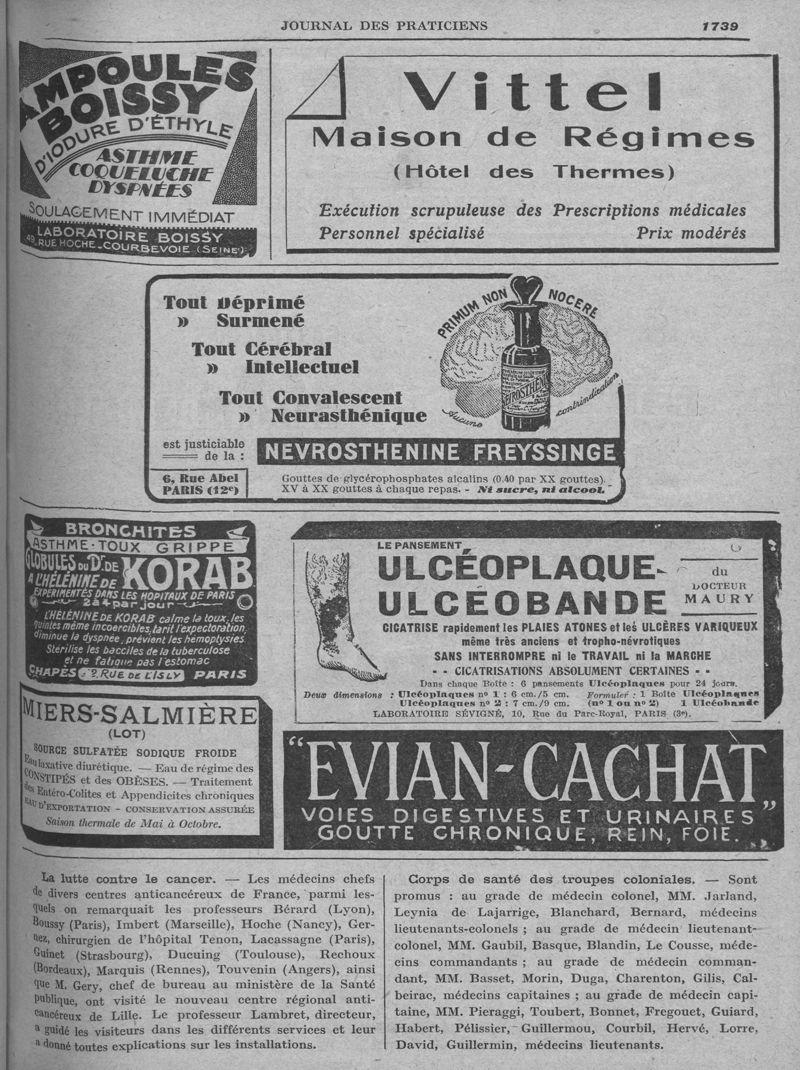 JOURNAL DES PRATICIENS
1739
AMPOULES
BOISSY
D'IODURE D'ÉTHYLE
ASTHME
COQUELUCHE
DYSPNÉES
SOULAGEMENT IMMÉDIAT
LABORATOIRE BOISSY
49, RUE HOCHE - COURBEVOIE (SEINE)
Vittel
Maison de Régimes
(Hôtel des Thermes)
Exécution scrupuleuse des Prescriptions médicales
Personnel spécialisé Prix modérés
Tout Déprimé
» Surmené
Tout Cérébral
» Intellectuel
Tout Convalescent
» Neurasthénique
PRIMUM NON NOCERE
NÉVROSTHÉNINE
Aucune contrindication
est justiciable
de la :
NEVROSTHENINE FREYSSINGE
6, Rue Abel
PARIS (12e)
Gouttes de glycérophosphates alcalins (0.40 par XX gouttes).
XV à XX gouttes à chaque repas. - Ni sucre, ni alcool.
BRONCHITES
ASTHME - TOUX GRIPPE
GLOBULES DU Dr. DE
A L'HÉLÉNINE DE KORAB
EXPÉRIMENTÉS DANS LES HOPITAUX DE PARIS
2 à 4 par jour
L'HÉLÉNINE DE KORAB calme la toux, les
quintes même incoercibles, tarit l'expectoration,
diminue la dyspnée, prévient les hémoptysies.
Stérilise les bacilles de la tuberculose
et ne fatigue pas l'estomac
CHAPÈS - 9, RUE DE L'ISLY PARIS
LE PANSEMENT
ULCÉOPLAQUE-
ULCÉOBANDE
du
DOCTEUR
MAURY
CICATRISE rapidement les PLAIES ATONES et les ULCÈRES VARIQUEUX
même très anciens et tropho-névrotiques
SANS INTERROMPRE ni le TRAVAIL ni la MARCHE
- - CICATRISATIONS ABSOLUMENT CERTAINES - -
Dans chaque Boîte : 6 pansements Ulcéoplaques pour 24 jours.
Deux dimensions : Ulcéoplaques n° 1 : 6 cm./5 cm. Formuler : 1 Boîte Ulcéoplaques
Ulcéoplaques n° 2 : 7 cm./9 cm. (n° 1 ou n° 2) 1 Ulcéobande
LABORATOIRE SÉVIGNÉ, 10, Rue du Parc-Royal, PARIS (3e).
MIERS-SALMIÈRE
(LOT)
SOURCE SULFATÉE SODIQUE FROIDE
Eau laxative diurétique. — Eau de régime des
CONSTIPÉS et des OBÈSES. — Traitement
des Entéro-Colites et Appendicites chroniques
EAU D'EXPORTATION - CONSERVATION ASSURÉE
Saison thermale de Mai à Octobre.
"EVIAN-CACHAT"
VOIES DIGESTIVES ET URINAIRES
GOUTTE CHRONIQUE, REIN, FOIE.
La lutte contre le cancer. — Les médecins chefs
de divers centres anticancéreux de France, parmi les-
quels on remarquait les professeurs Bérard (Lyon),
Boussy (Paris), Imbert (Marseille), Hoche (Nancy), Ger-
nez, chirurgien de l'hôpital Tenon, Lacassagne (Paris),
Guinet (Strasbourg), Ducuing (Toulouse), Rechoux
(Bordeaux), Marquis (Rennes), Touvenin (Angers), ainsi
que M. Gery, chef de bureau au ministère de la Santé
publique, ont visité le nouveau centre régional anti-
cancéreux de Lille. Le professeur Lambret, directeur,
a guidé les visiteurs dans les différents services et leur
a donné toutes explications sur les installations.
Corps de santé des troupes coloniales. — Sont
promus : au grade de médecin colonel, MM. Jarland,
Leynia de Lajarrige, Blanchard, Bernard, médecins
lieutenants-colonels ; au grade de médecin lieutenant-
colonel, MM. Gaubil, Basque, Blandin, Le Cousse, méde-
cins commandants ; au grade de médecin comman-
dant, MM. Basset, Morin, Duga, Charenton, Gilis, Cal-
beirac, médecins capitaines ; au grade de médecin capi-
taine, MM. Pieraggi, Toubert, Bonnet, Fregouet, Guiard,
Habert, Pélissier, Guillermou, Courbil, Hervé, Lorre,
David, Guillermin, médecins lieutenants.